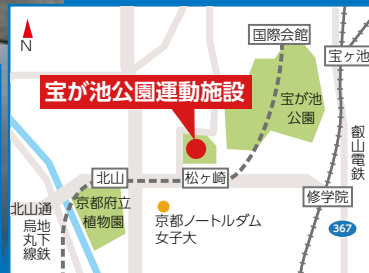 N
国際会館
宝ヶ池
宝が池公園運動施設
宝が池
公園
叡山電鉄
北山
松ヶ崎
修学院
北山通
京都府立
植物園
地下鉄
烏丸線
京都ノートルダム
女子大
367